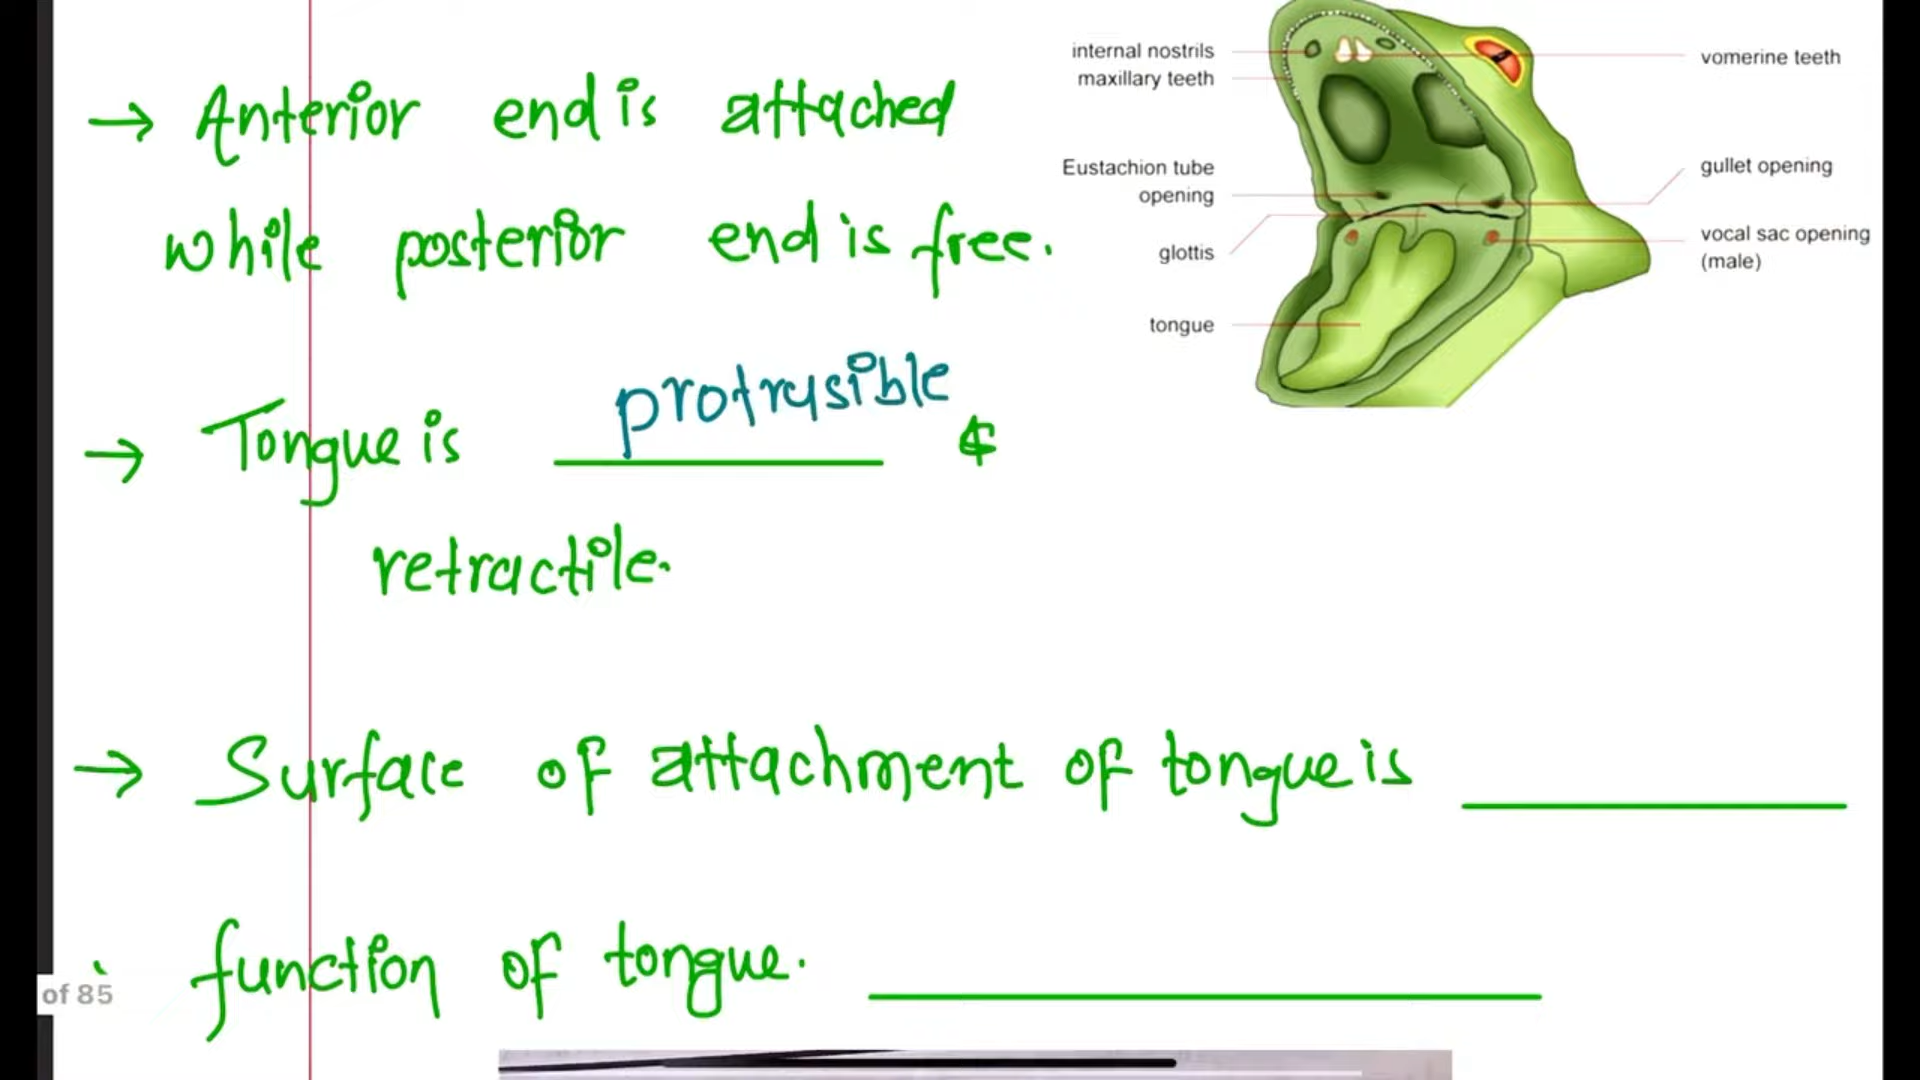 internal nostrils
maxillary teeth
vomerine teeth
→ Anterior end is attached
while posterior end is free.
Eustachion tube
opening
gullet opening
glottis
vocal sac opening
(male)
tongue
→ Tongue is protrusible &
retractile.
→ Surface of attachment of tongue is
function of tongue.
of 85